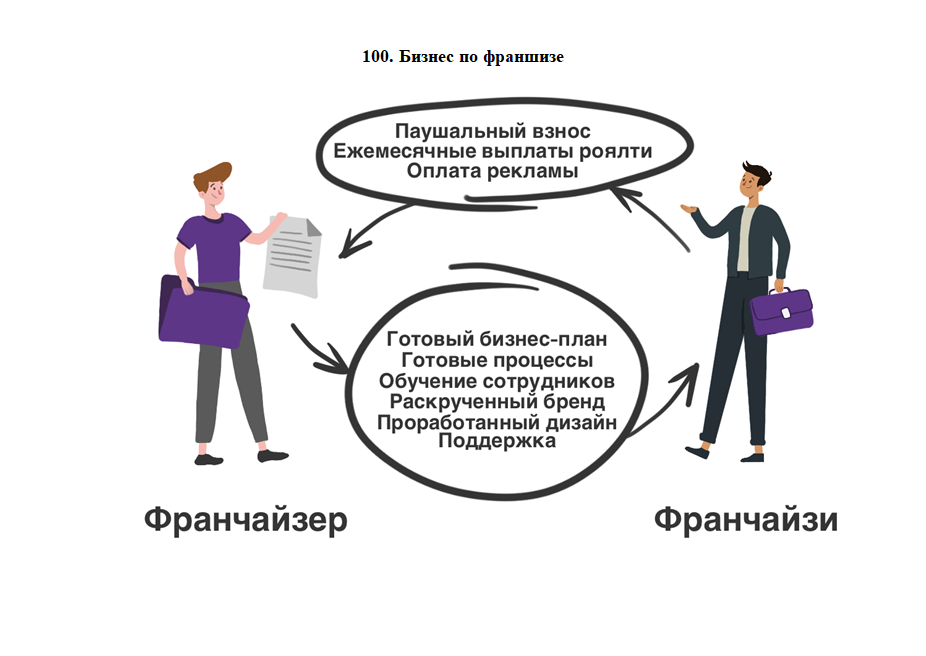 100. Бизнес по франшизе
Паушальный взнос
Ежемесячные выплаты роялти
Оплата рекламы
Готовый бизнес-план
Готовые процессы
Обучение сотрудников
Раскрученный бренд
Проработанный дизайн
Поддержка
Франчайзер
Франчайзи